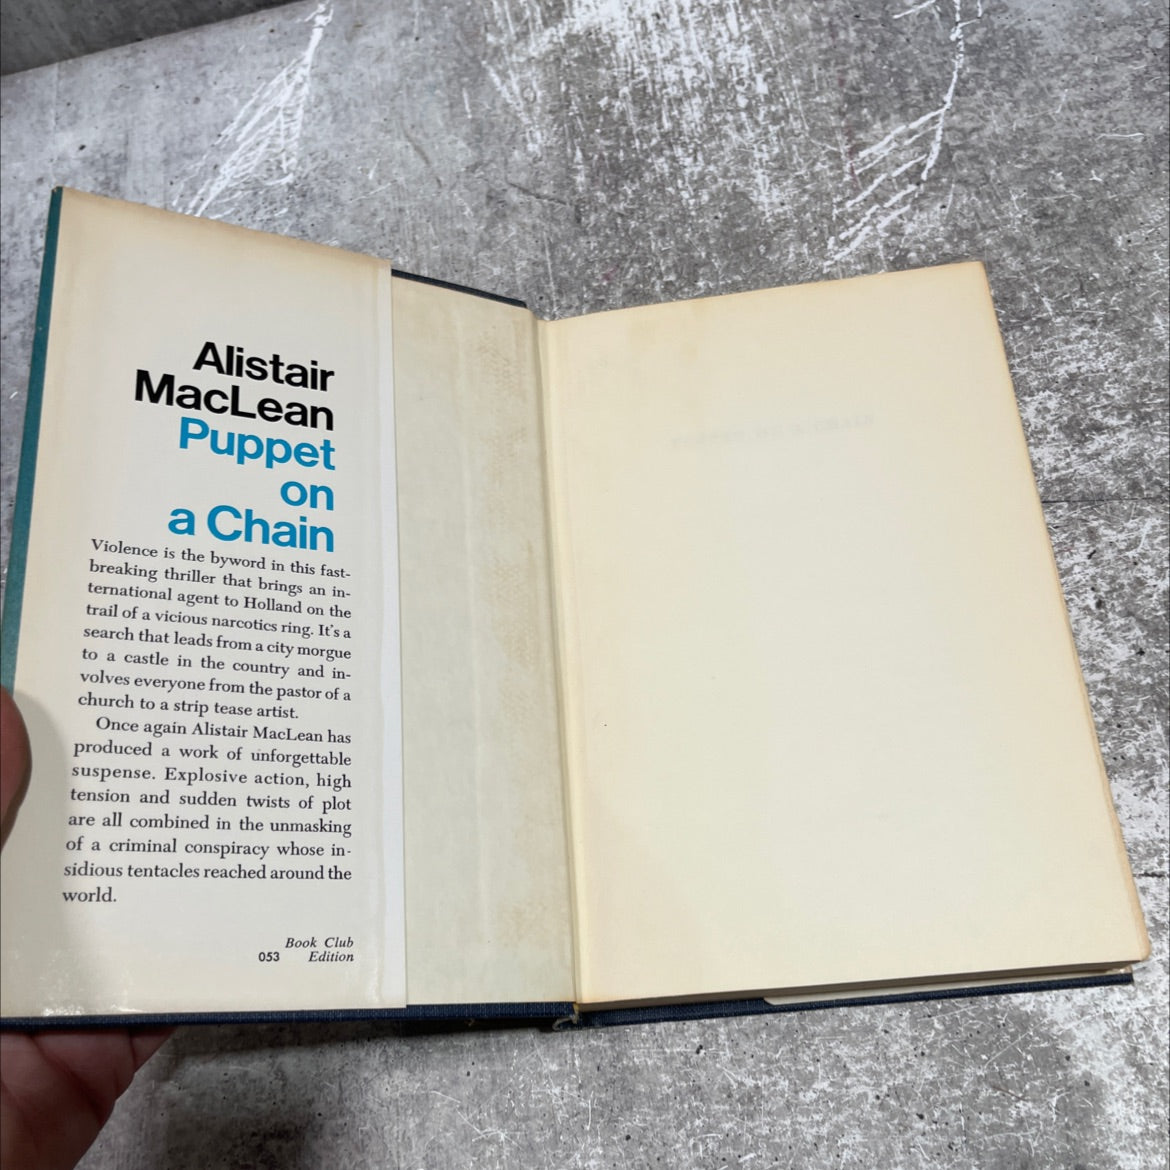 Alistair
MacLean
Puppet
on
a Chain
Violence is the byword in this fast-
breaking thriller that brings an in-
ternational agent to Holland on the
trail of a vicious narcotics ring. It's a
search that leads from a city morgue
to a castle in the country and in-
volves everyone from the pastor of a
church to a strip tease artist.
Once again Alistair MacLean has
produced a work of unforgettable
suspense. Explosive action, high
tension and sudden twists of plot
are all combined in the unmasking
of a criminal conspiracy whose in-
sidious tentacles reached around the
world.
Book Club
053 Edition
PUPPET ON A CHAIN